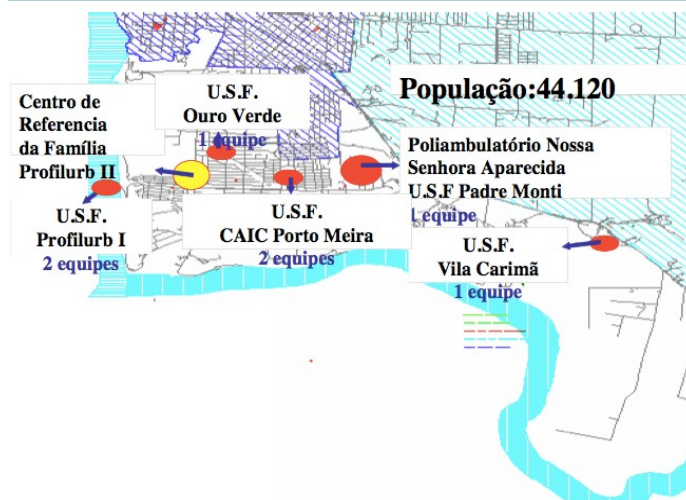 População:44.120
Centro de
Referencia
da Família
Profilurb II
U.S.F.
Ouro Verde
1 equipe
Poliambulatório Nossa
Senhora Aparecida
U.S.F Padre Monti
1 equipe
U.S.F.
Profilurb I
2 equipes
U.S.F.
CAIC Porto Meira
2 equipes
U.S.F.
Vila Carimã
1 equipe